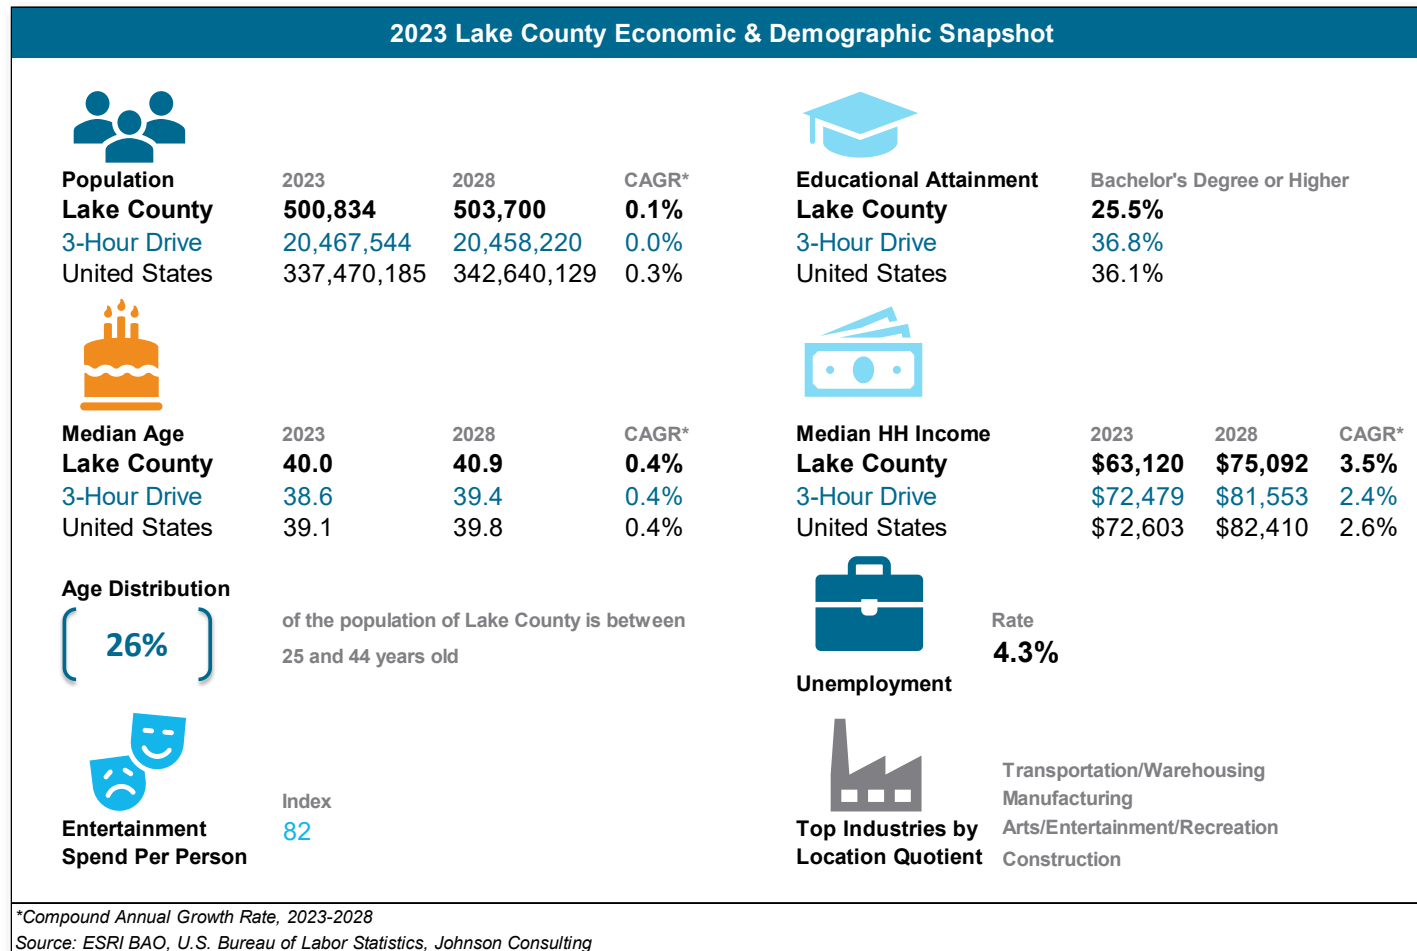 2023 Lake County Economic & Demographic Snapshot
Population 2023 2028 CAGR*
Lake County 500,834 503,700 0.1%
3-Hour Drive 20,467,544 20,458,220 0.0%
United States 337,470,185 342,640,129 0.3%
Educational Attainment Bachelor's Degree or Higher
Lake County 25.5%
3-Hour Drive 36.8%
United States 36.1%
Median Age 2023 2028 CAGR*
Lake County 40.0 40.9 0.4%
3-Hour Drive 38.6 39.4 0.4%
United States 39.1 39.8 0.4%
Median HH Income 2023 2028 CAGR*
Lake County $63,120 $75,092 3.5%
3-Hour Drive $72,479 $81,553 2.4%
United States $72,603 $82,410 2.6%
Age Distribution
26%
of the population of Lake County is between
25 and 44 years old
Rate
4.3%
Unemployment
Index
Entertainment 82
Spend Per Person
Transportation/Warehousing
Manufacturing
Top Industries by Arts/Entertainment/Recreation
Location Quotient Construction
*Compound Annual Growth Rate, 2023-2028
Source: ESRI BAO, U.S. Bureau of Labor Statistics, Johnson Consulting